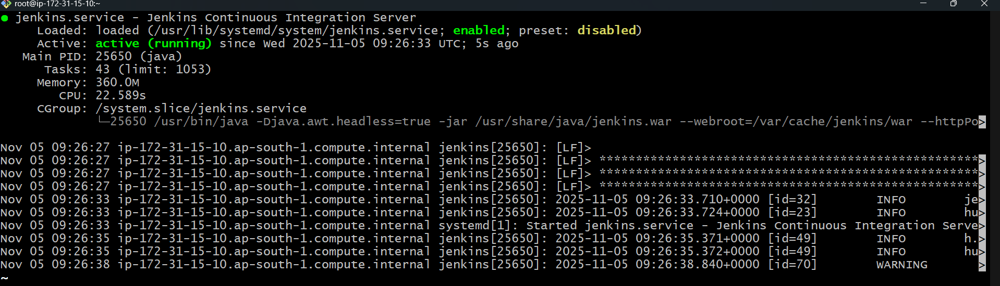 root@ip-172-31-15-10:~
● jenkins.service - Jenkins Continuous Integration Server
     Loaded: loaded (/usr/lib/systemd/system/jenkins.service; enabled; preset: disabled)
     Active: active (running) since Wed 2025-11-05 09:26:33 UTC; 5s ago
   Main PID: 25650 (java)
      Tasks: 43 (limit: 1053)
     Memory: 360.0M
        CPU: 22.589s
     CGroup: /system.slice/jenkins.service
             └─25650 /usr/bin/java -Djava.awt.headless=true -jar /usr/share/java/jenkins.war --webroot=/var/cache/jenkins/war --httpPo>
Nov 05 09:26:27 ip-172-31-15-10.ap-south-1.compute.internal jenkins[25650]: [LF]>
Nov 05 09:26:27 ip-172-31-15-10.ap-south-1.compute.internal jenkins[25650]: [LF]> ****************************************************>
Nov 05 09:26:27 ip-172-31-15-10.ap-south-1.compute.internal jenkins[25650]: [LF]> ****************************************************>
Nov 05 09:26:27 ip-172-31-15-10.ap-south-1.compute.internal jenkins[25650]: [LF]> ****************************************************>
Nov 05 09:26:33 ip-172-31-15-10.ap-south-1.compute.internal jenkins[25650]: 2025-11-05 09:26:33.710+0000 [id=32]        INFO        je>
Nov 05 09:26:33 ip-172-31-15-10.ap-south-1.compute.internal jenkins[25650]: 2025-11-05 09:26:33.724+0000 [id=23]        INFO        hu>
Nov 05 09:26:33 ip-172-31-15-10.ap-south-1.compute.internal systemd[1]: Started jenkins.service - Jenkins Continuous Integration Serve>
Nov 05 09:26:35 ip-172-31-15-10.ap-south-1.compute.internal jenkins[25650]: 2025-11-05 09:26:35.371+0000 [id=49]        INFO        h.>
Nov 05 09:26:35 ip-172-31-15-10.ap-south-1.compute.internal jenkins[25650]: 2025-11-05 09:26:35.372+0000 [id=49]        INFO        hu>
Nov 05 09:26:38 ip-172-31-15-10.ap-south-1.compute.internal jenkins[25650]: 2025-11-05 09:26:38.840+0000 [id=70]        WARNING       >
~